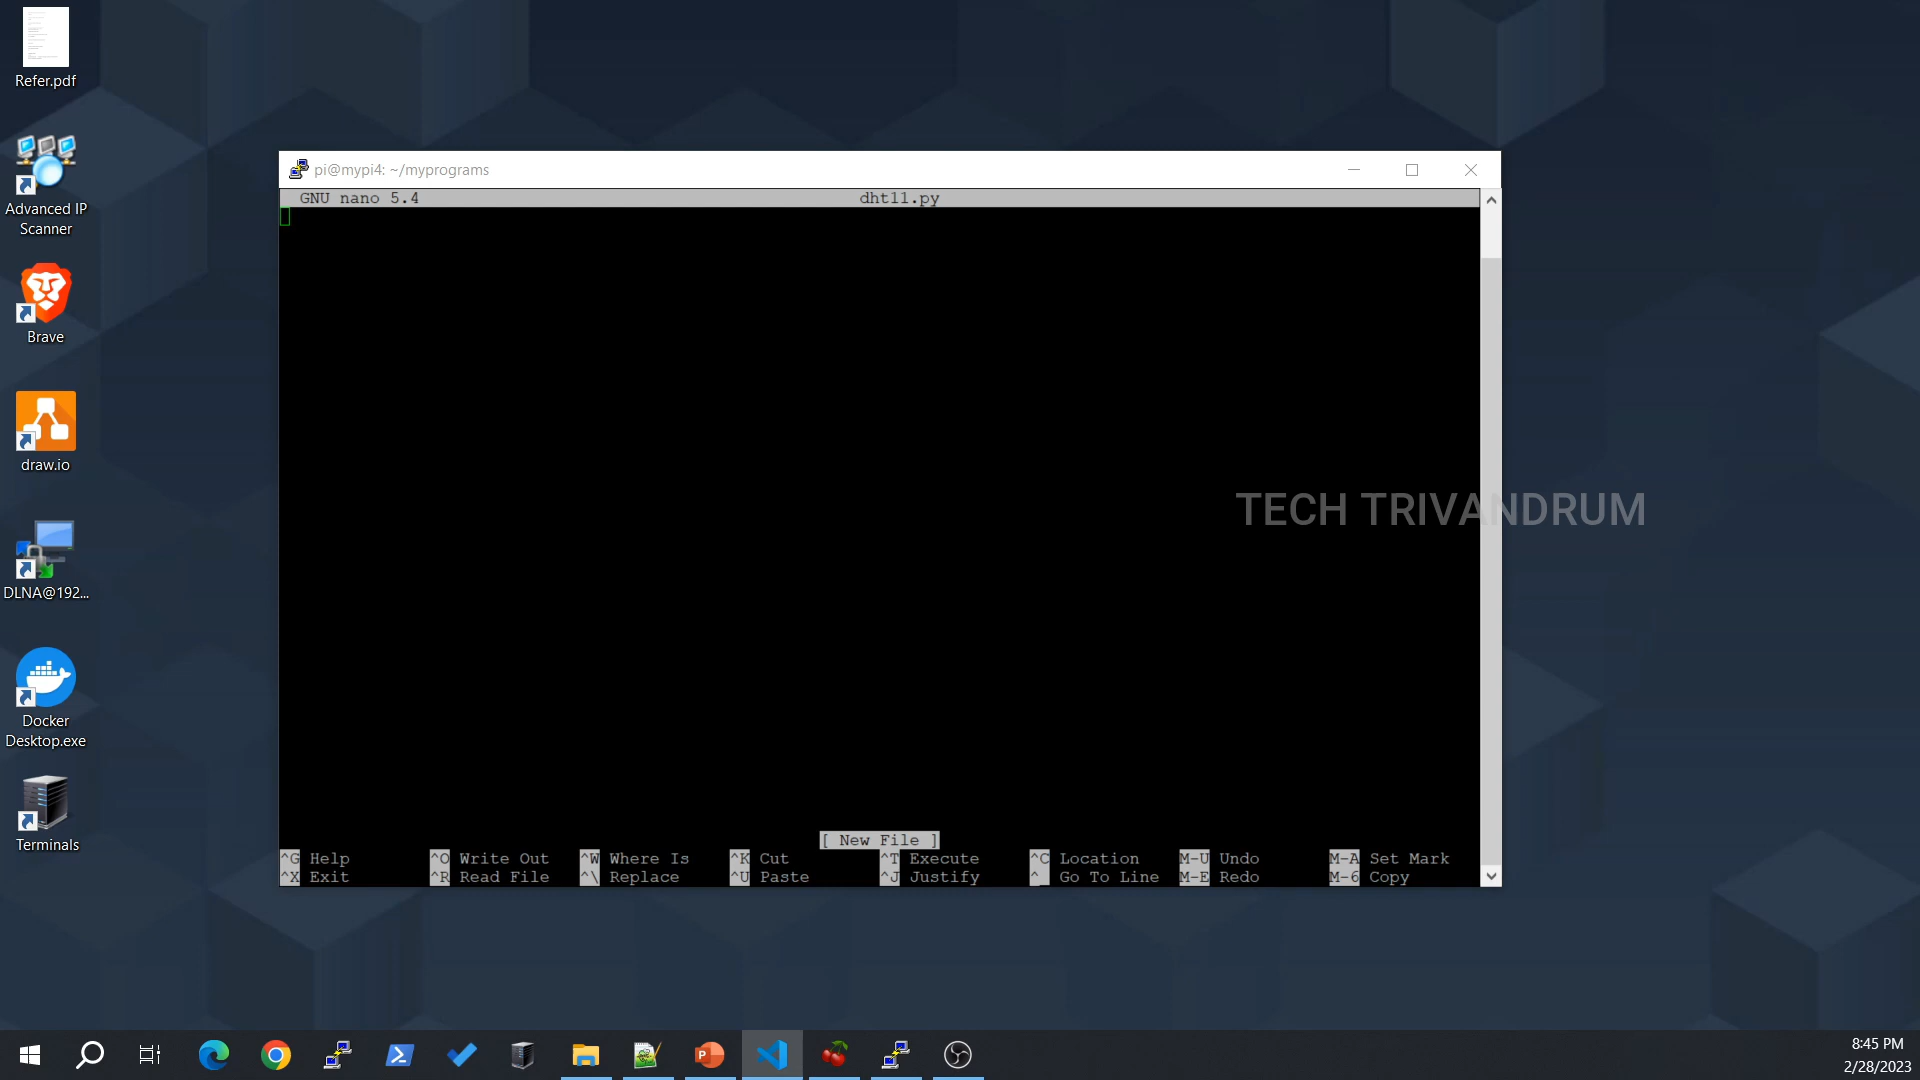 Refer.pdf
Advanced IP
Scanner
Brave
draw.io
DLNA@192...
Docker
Desktop.exe
Terminals
pi@mypi4: ~/myprograms
GNU nano 5.4 dht11.py
TECH TRIVANDRUM
[ New File ]
^G Help ^O Write Out ^W Where Is ^K Cut ^T Execute ^C Location M-U Undo M-A Set Mark
^X Exit ^R Read File ^\ Replace ^U Paste ^J Justify ^_ Go To Line M-E Redo M-6 Copy
8:45 PM
2/28/2023